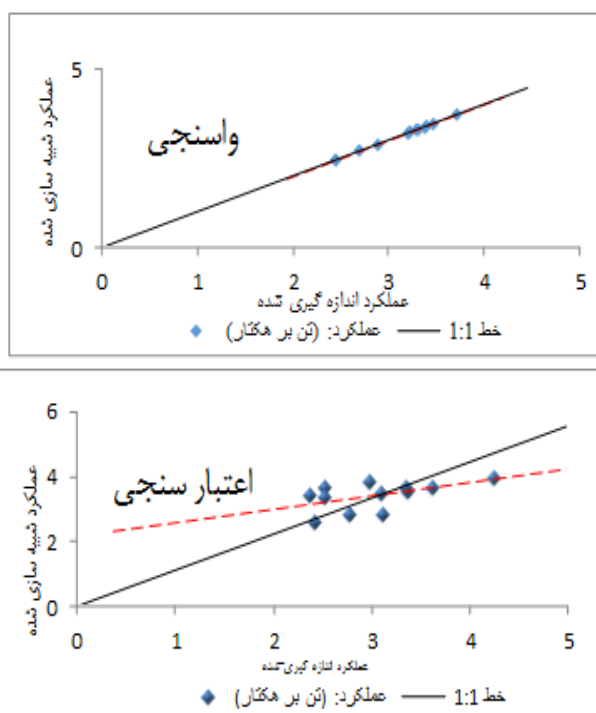 5
عملکرد شبیه سازی شده
واسنجی
0
0 1 2 3 4 5
عملکرد اندازه گیری شده
عملکرد: (تن بر هکتار) خط 1:1
6
4
2
0
عملکرد شبیه سازی شده
اعتبار سنجی
0 1 2 3 4 5
عملکرد اندازه گیری شده
عملکرد: (تن بر هکتار) خط 1:1